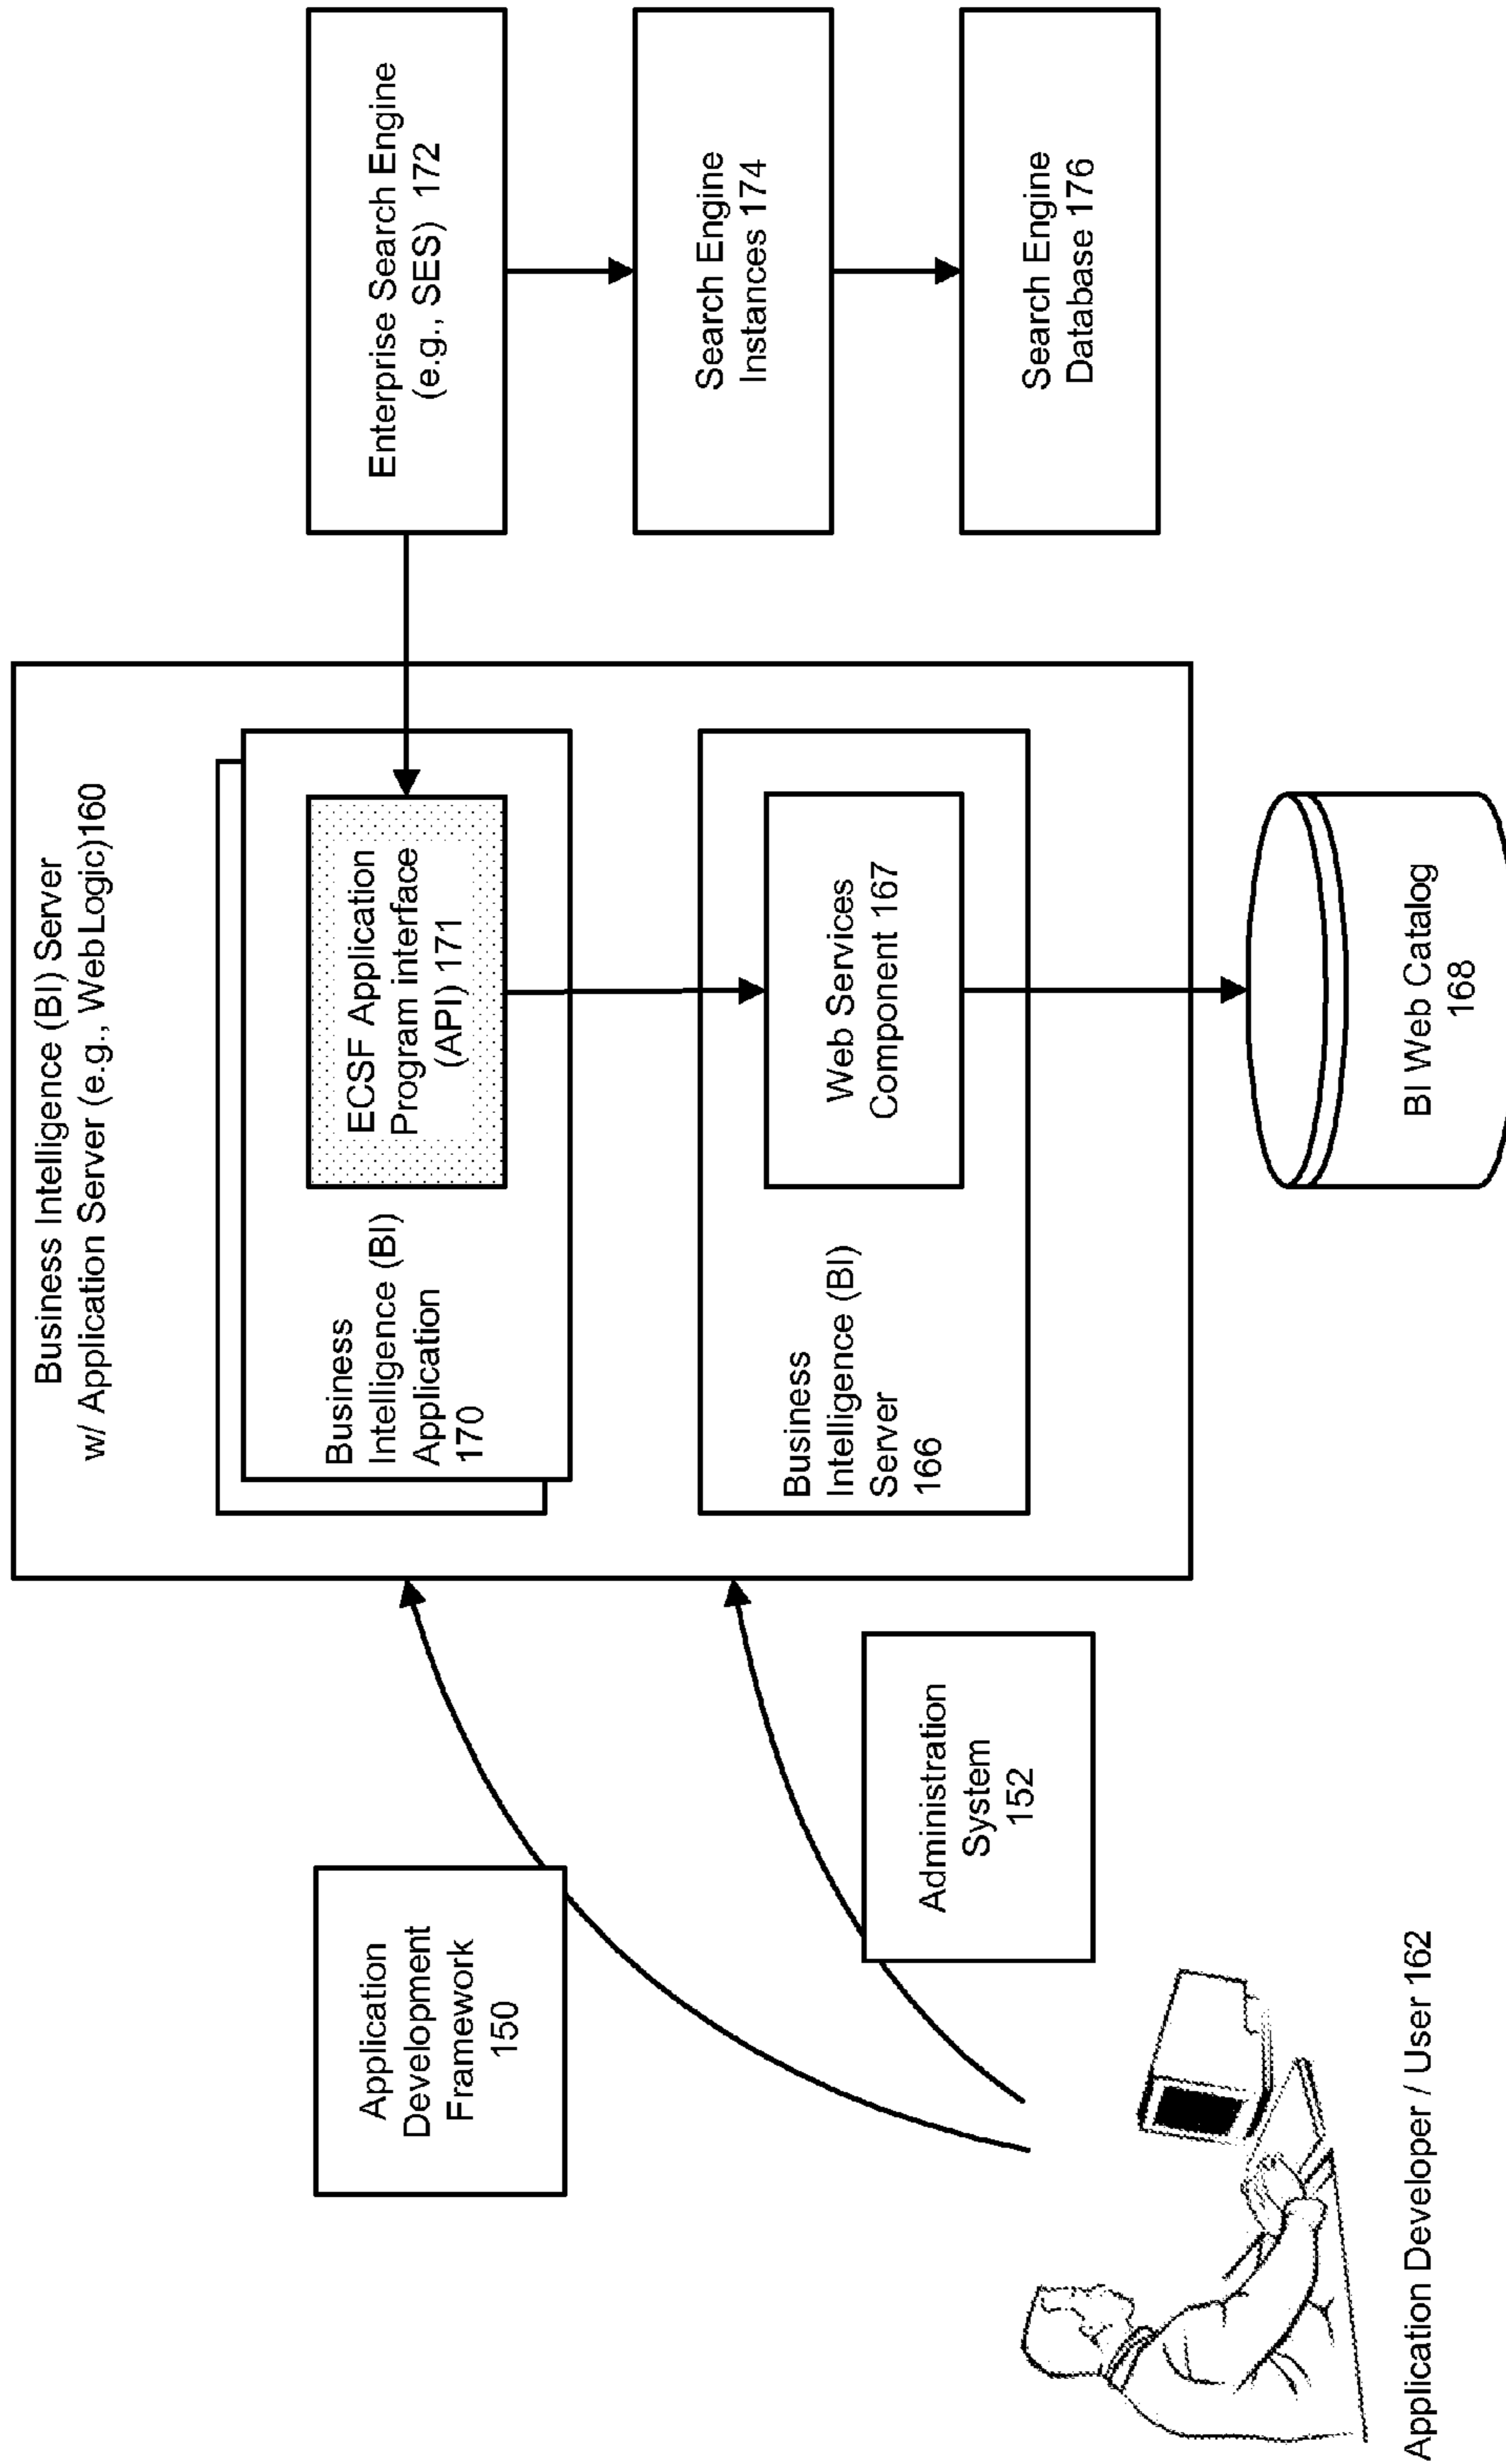 Business Intelligence (BI) Server
w/ Application Server (e.g., WebLogic)160
Application
Development
Framework
150
Administration
System
152
Application Developer / User 162
Business
Intelligence (BI)
Application
170
ECSF Application
Program interface
(API) 171
Business
Intelligence (BI)
Server
166
Web Services
Component 167
BI Web Catalog
168
Enterprise Search Engine
(e.g., SES) 172
Search Engine
Instances 174
Search Engine
Database 176